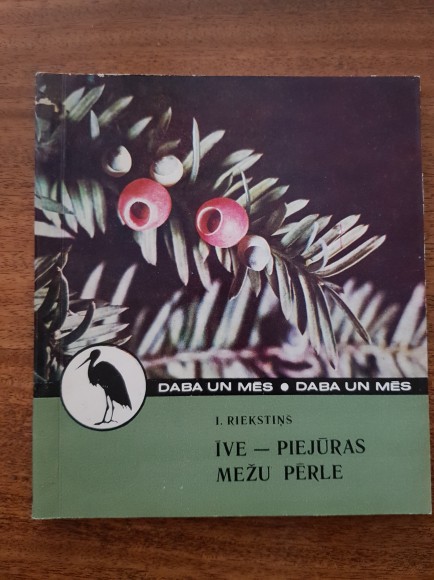 DABA UN MĒS ● DABA UN MĒS
I. RIEKSTIŅŠ
ĪVE — PIEJŪRAS
MEŽU PĒRLE